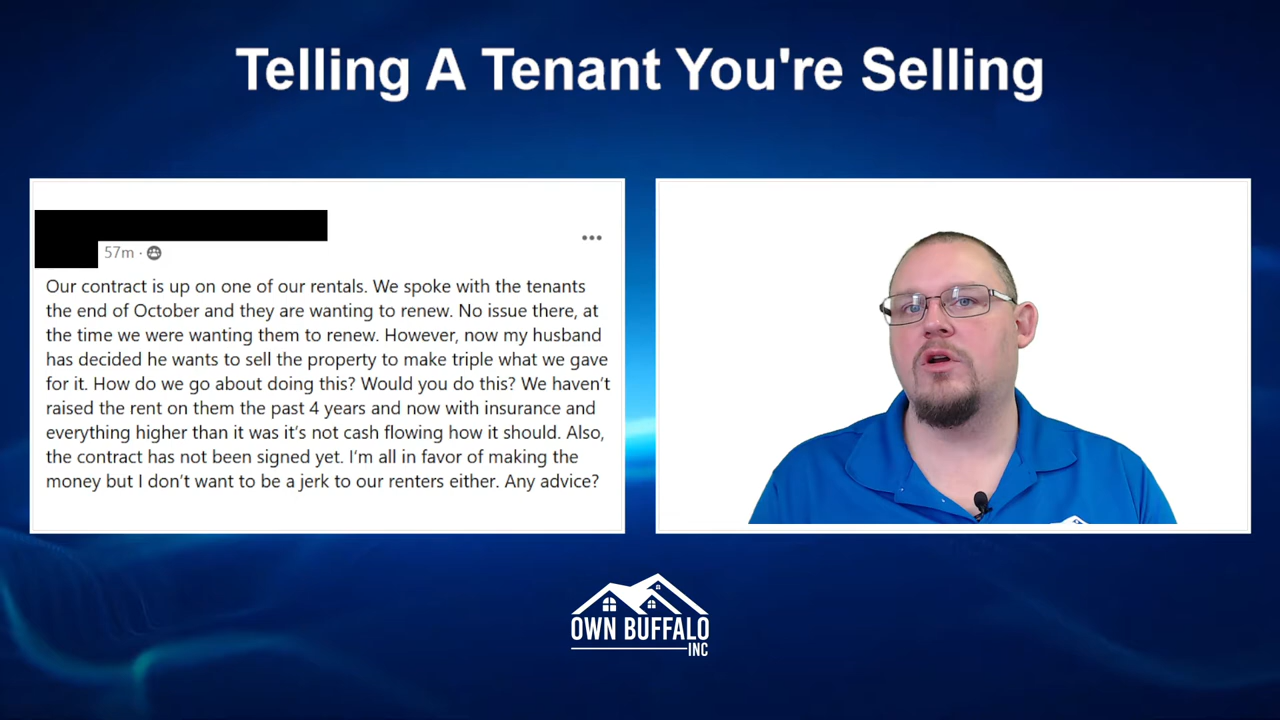 Telling A Tenant You're Selling
57m ·
Our contract is up on one of our rentals. We spoke with the tenants
the end of October and they are wanting to renew. No issue there, at
the time we were wanting them to renew. However, now my husband
has decided he wants to sell the property to make triple what we gave
for it. How do we go about doing this? Would you do this? We haven’t
raised the rent on them the past 4 years and now with insurance and
everything higher than it was it’s not cash flowing how it should. Also,
the contract has not been signed yet. I’m all in favor of making the
money but I don’t want to be a jerk to our renters either. Any advice?
OWN BUFFALO
INC